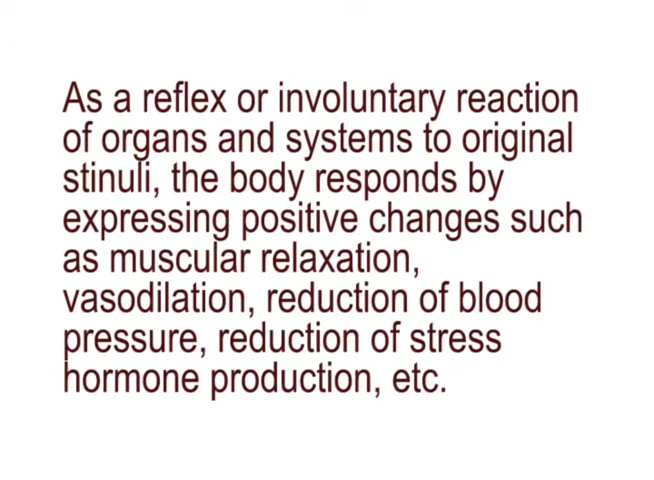 As a reflex or involuntary reaction
of organs and systems to original
stinuli, the body responds by
expressing positive changes such
as muscular relaxation,
vasodilation, reduction of blood
pressure, reduction of stress
hormone production, etc.